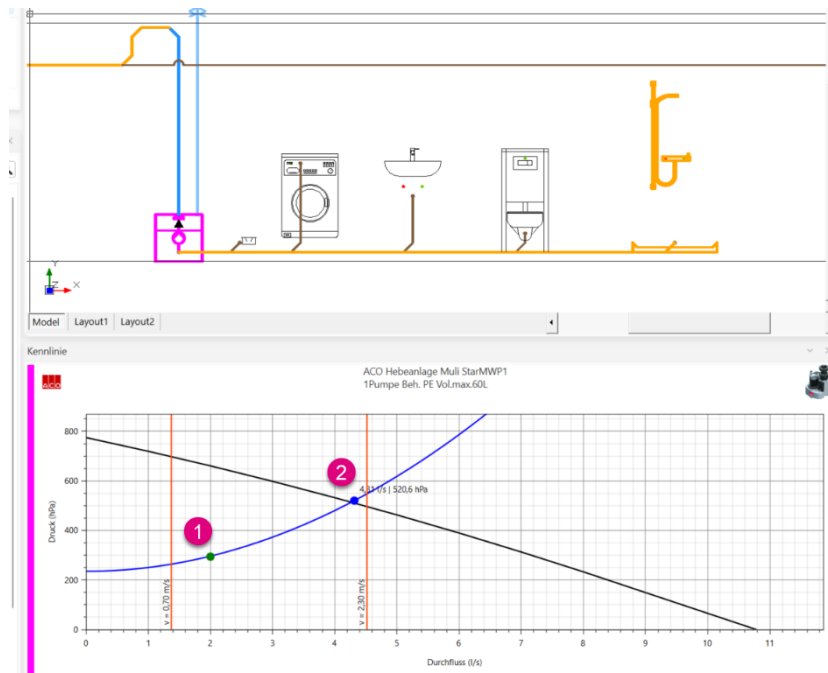 Y
Z
X
Model Layout1 Layout2
Kennlinie
ACO
ACO Hebeanlage Muli StarMWP1
1Pumpe Beh. PE Vol.max.60L
Druck (hPa)
800
600
400
200
0
1
2
4,31 l/s | 520,6 hPa
v = 0,70 m/s
v = 2,30 m/s
0 1 2 3 4 5 6 7 8 9 10 11
Durchfluss (l/s)